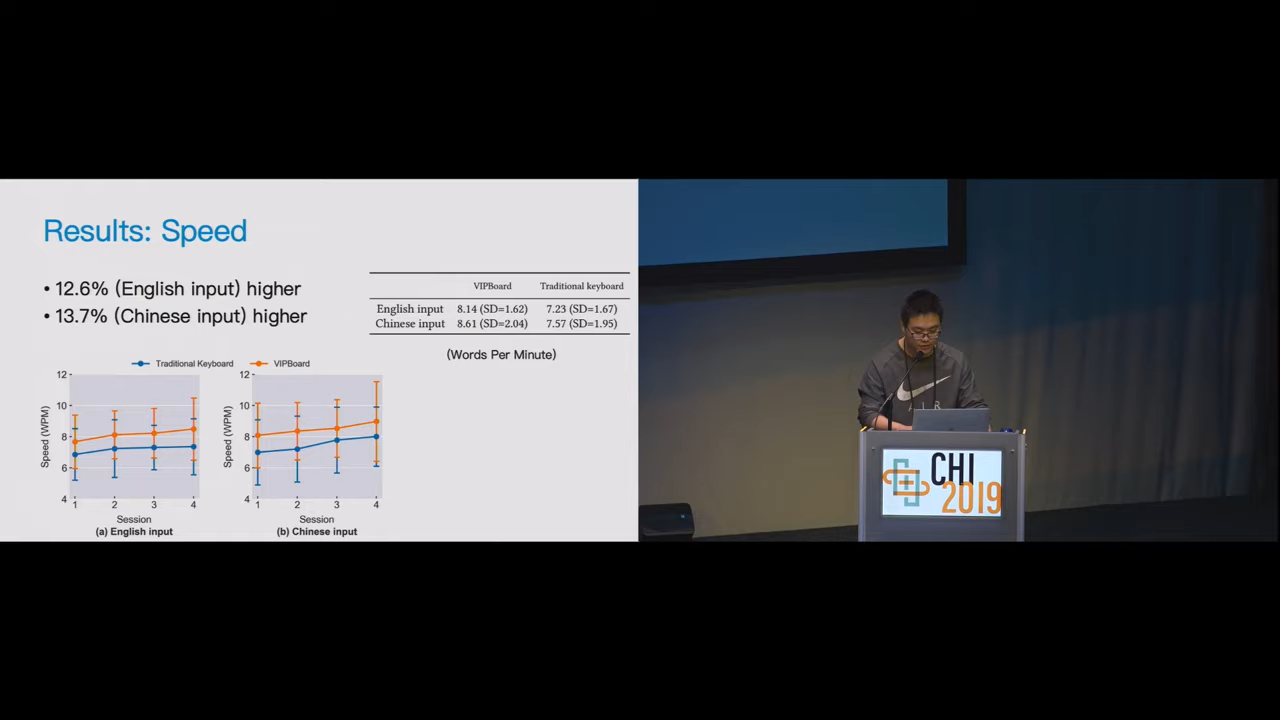 Results: Speed
• 12.6% (English input) higher
• 13.7% (Chinese input) higher
VIPBoard Traditional keyboard
English input 8.14 (SD=1.62) 7.23 (SD=1.67)
Chinese input 8.61 (SD=2.04) 7.57 (SD=1.95)
(Words Per Minute)
Traditional Keyboard VIPBoard
12
10
8
6
4
Speed (WPM)
1 2 3 4
Session
(a) English input
12
10
8
6
4
Speed (WPM)
1 2 3 4
Session
(b) Chinese input
AIR
CHI
2019